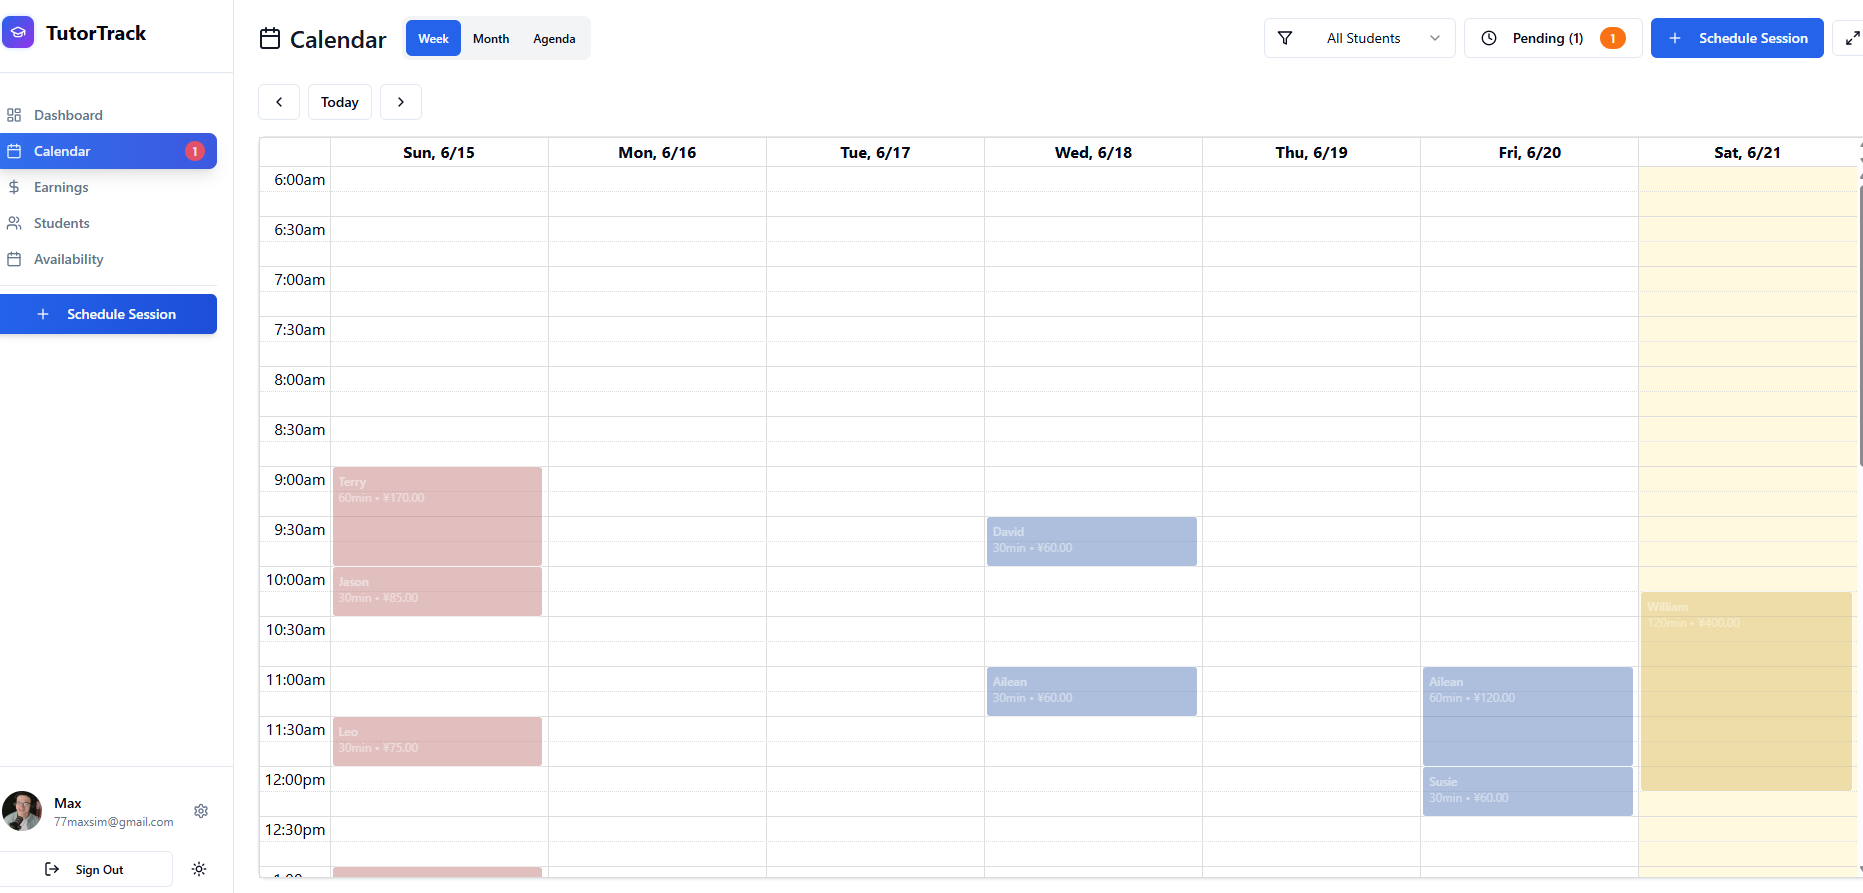 TutorTrack
Dashboard
Calendar 1
Earnings
Students
Availability
Schedule Session
Max
77maxsim@gmail.com
Sign Out
Calendar
Week Month Agenda
All Students
Pending (1) 1
Schedule Session
Today
Sun, 6/15 Mon, 6/16 Tue, 6/17 Wed, 6/18 Thu, 6/19 Fri, 6/20 Sat, 6/21
6:00am
6:30am
7:00am
7:30am
8:00am
8:30am
9:00am
Terry
60min • ¥170.00
9:30am
David
30min • ¥60.00
10:00am
Jason
30min • ¥85.00
William
120min • ¥400.00
10:30am
11:00am
Ailean
30min • ¥60.00
Ailean
60min • ¥120.00
11:30am
Leo
30min • ¥75.00
12:00pm
Susie
30min • ¥60.00
12:30pm